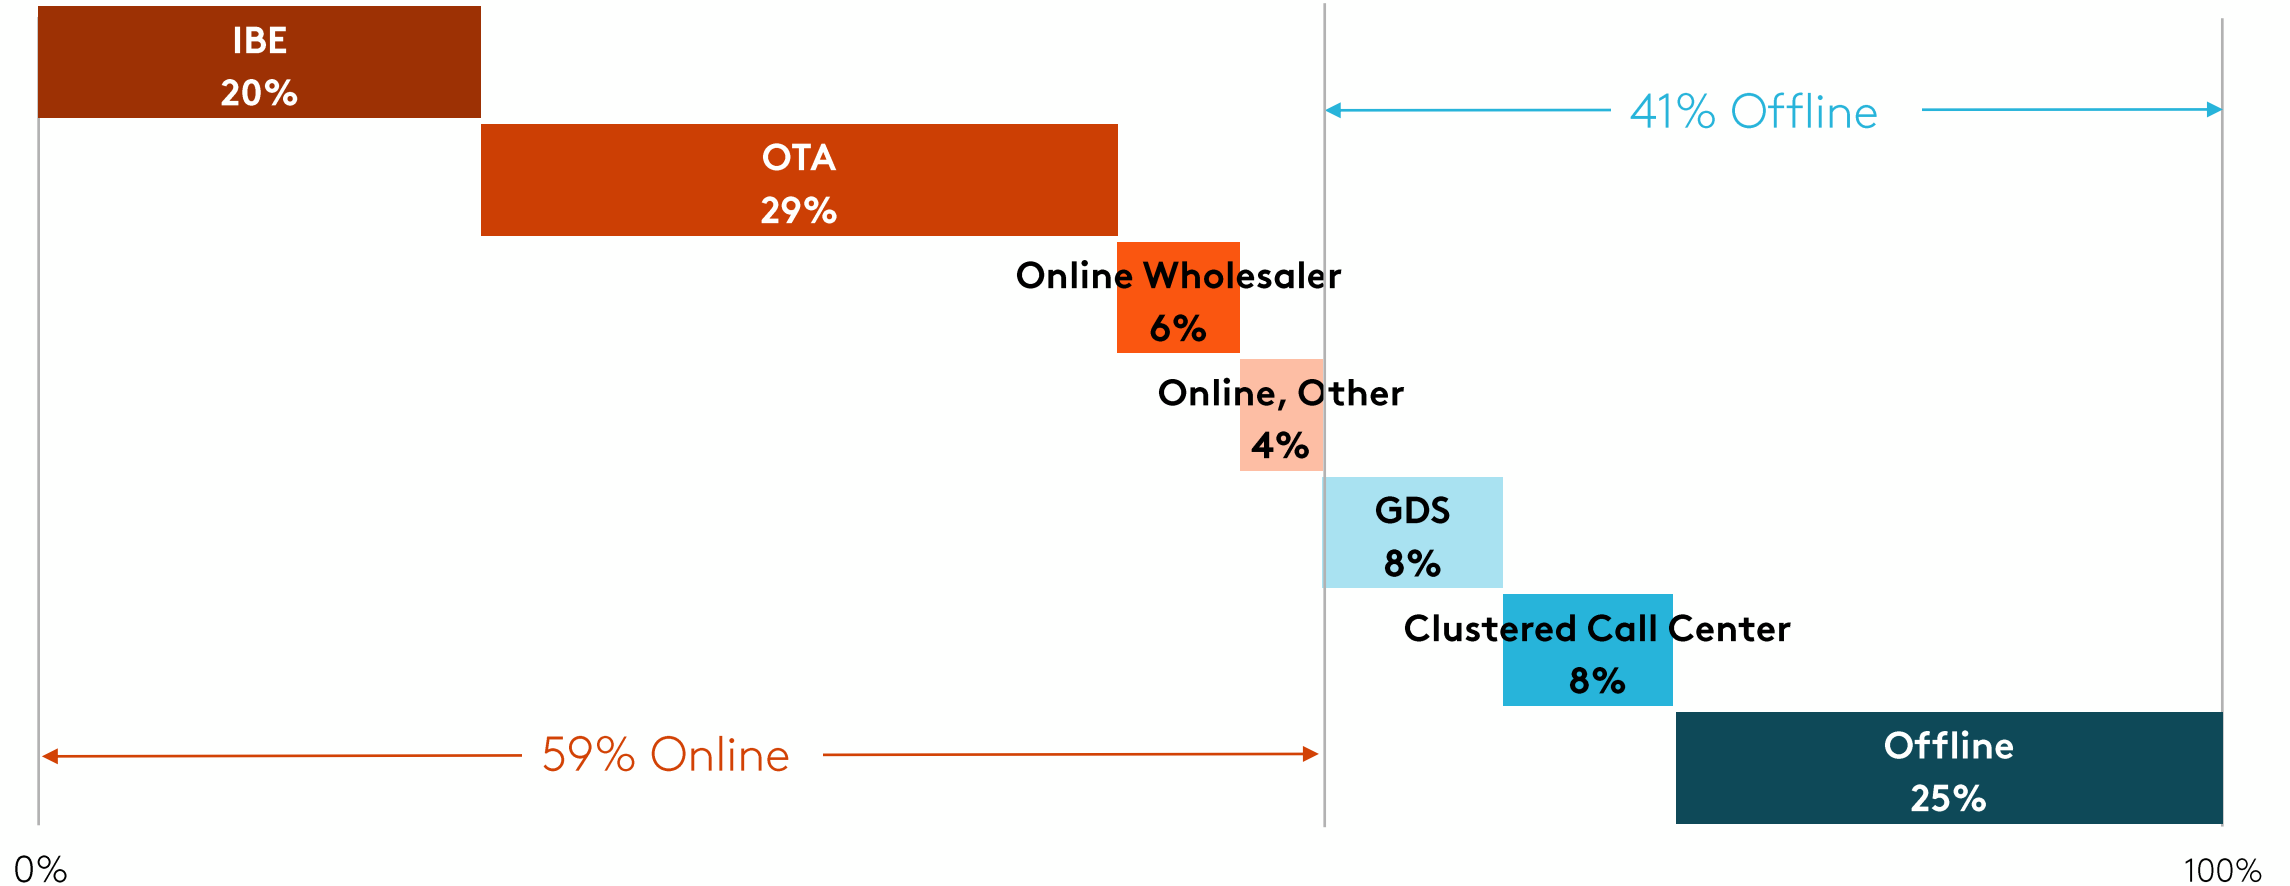 IBE
20%
41% Offline
OTA
29%
Online Wholesaler
6%
Online, Other
4%
GDS
8%
Clustered Call Center
8%
59% Online
Offline
25%
0%
100%